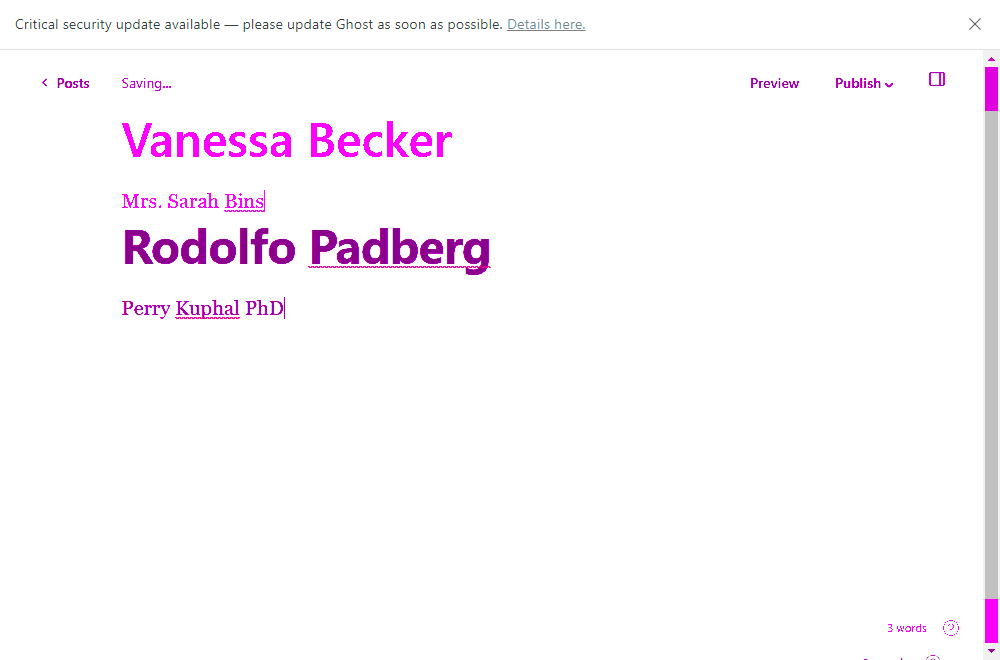 Critical security update available — please update Ghost as soon as possible. Details here.
Posts
Saving...
Preview
Publish
Vanessa Becker
Mrs. Sarah Bins
Rodolfo Padberg
Perry Kuphal PhD
3 words